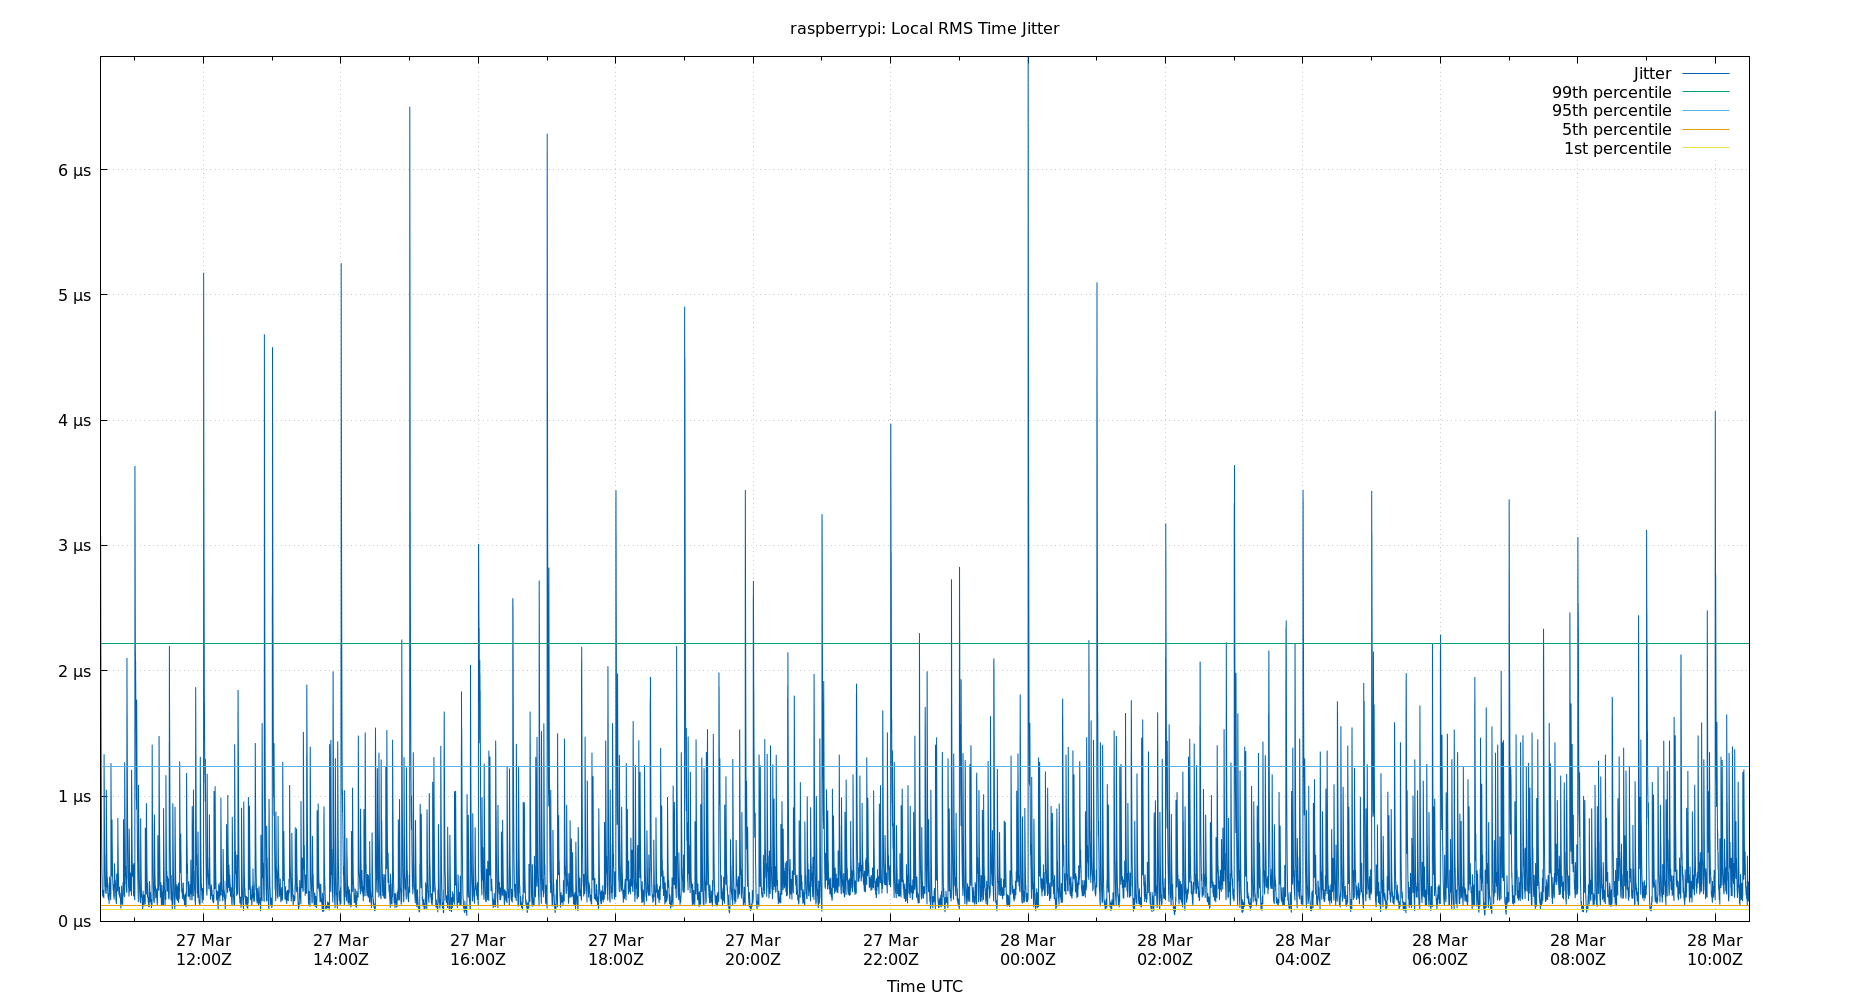 raspberrypi: Local RMS Time Jitter
Jitter
99th percentile
95th percentile
5th percentile
1st percentile
6 µs
5 µs
4 µs
3 µs
2 µs
1 µs
0 µs
27 Mar 27 Mar 27 Mar 27 Mar 27 Mar 27 Mar 28 Mar 28 Mar 28 Mar 28 Mar 28 Mar 28 Mar
12:00Z 14:00Z 16:00Z 18:00Z 20:00Z 22:00Z 00:00Z 02:00Z 04:00Z 06:00Z 08:00Z 10:00Z
Time UTC